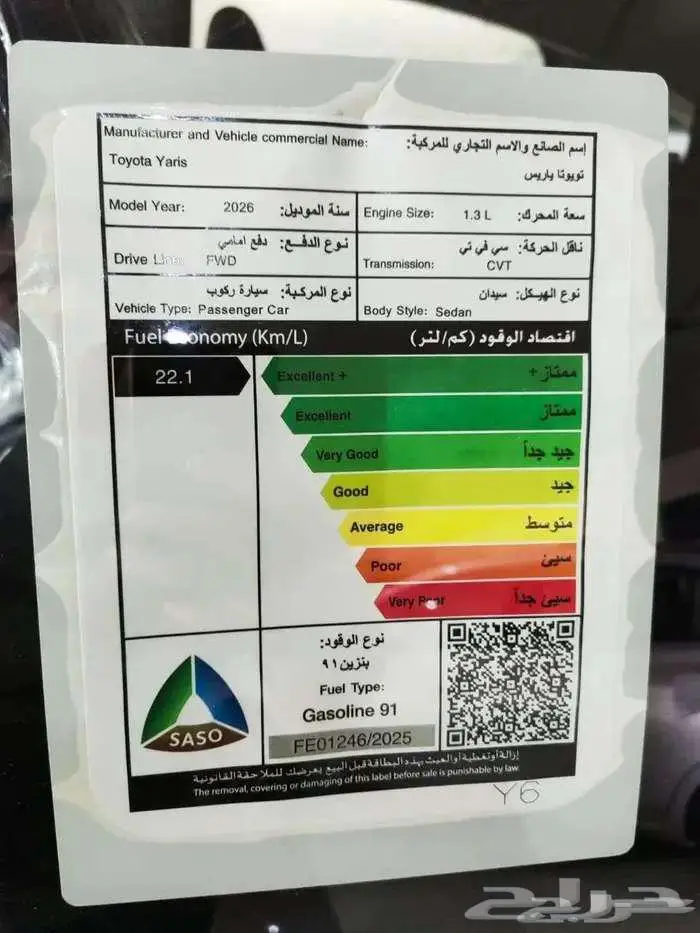 Manufacturer and Vehicle commercial Name: إسم الصانع والاسم التجاري للمركبة:
Toyota Yaris تويوتا ياريس
Model Year: 2026 سنة الموديل:
Engine Size: 1.3 L سعة المحرك:
نوع الدفع: دفع امامي
Drive FWD
ناقل الحركة: سي في تي
Transmission: CVT
نوع المركبة: سيارة ركوب
Vehicle Type: Passenger Car
نوع الهيكل: سيدان
Body Style: Sedan
Fuel Economy (Km/L) اقتصاد الوقود (كم/لتر)
22.1
Excellent + ممتاز +
Excellent ممتاز
Very Good جيد جداً
Good جيد
Average متوسط
Poor سيئ
Very Poor سيئ جداً
SASO
نوع الوقود:
بنزين ٩١
Fuel Type:
Gasoline 91
FE01246/2025
إزالة أو تغطية أو العبث بهذه البطاقة قبل البيع يعرضك للملاحقة القانونية
The removal, covering or damaging of this label before sale is punishable by law
Y6
حراج